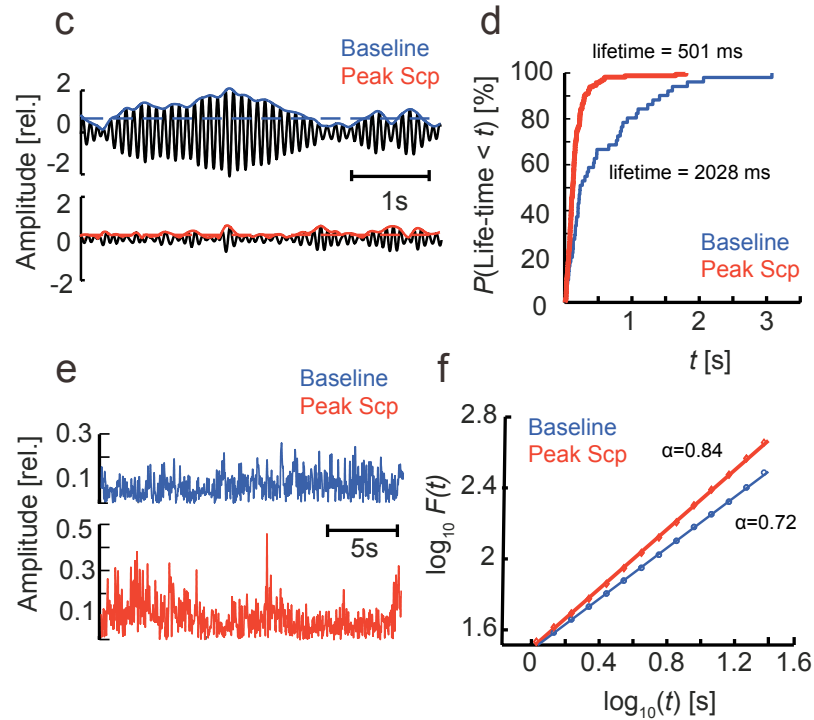 c
Baseline
Peak Scp
Amplitude [rel.]
2
0
-2
1s
2
0
-2
d
lifetime = 501 ms
P(Life-time < t) [%]
100
80
60
40
20
0
lifetime = 2028 ms
Baseline
Peak Scp
1
2
3
t [s]
e
Baseline
Peak Scp
Amplitude [rel.]
0.3
0.1
5s
Amplitude [rel.]
0.5
0.3
0.1
f
Baseline
Peak Scp
log10 F(t)
2.8
2.4
2
1.6
α=0.84
α=0.72
0
0.4
0.8
1.2
1.6
log10(t) [s]